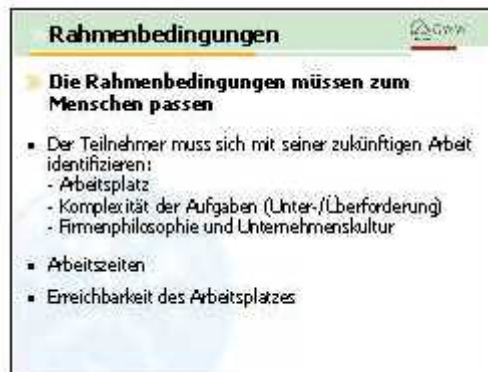 Rahmenbedingungen
GWW
Die Rahmenbedingungen müssen zum
Menschen passen
▪ Der Teilnehmer muss sich mit seiner zukünftigen Arbeit
identifizieren:
- Arbeitsplatz
- Komplexität der Aufgaben (Unter-/Überforderung)
- Firmenphilosophie und Unternehmenskultur
▪ Arbeitszeiten
▪ Erreichbarkeit des Arbeitsplatzes